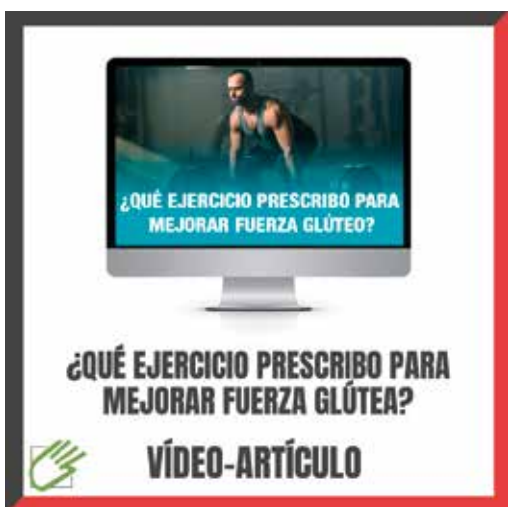 ¿QUÉ EJERCICIO PRESCRIBO PARA
MEJORAR FUERZA GLÚTEO?
¿QUÉ EJERCICIO PRESCRIBO PARA
MEJORAR FUERZA GLÚTEA?
VÍDEO-ARTÍCULO